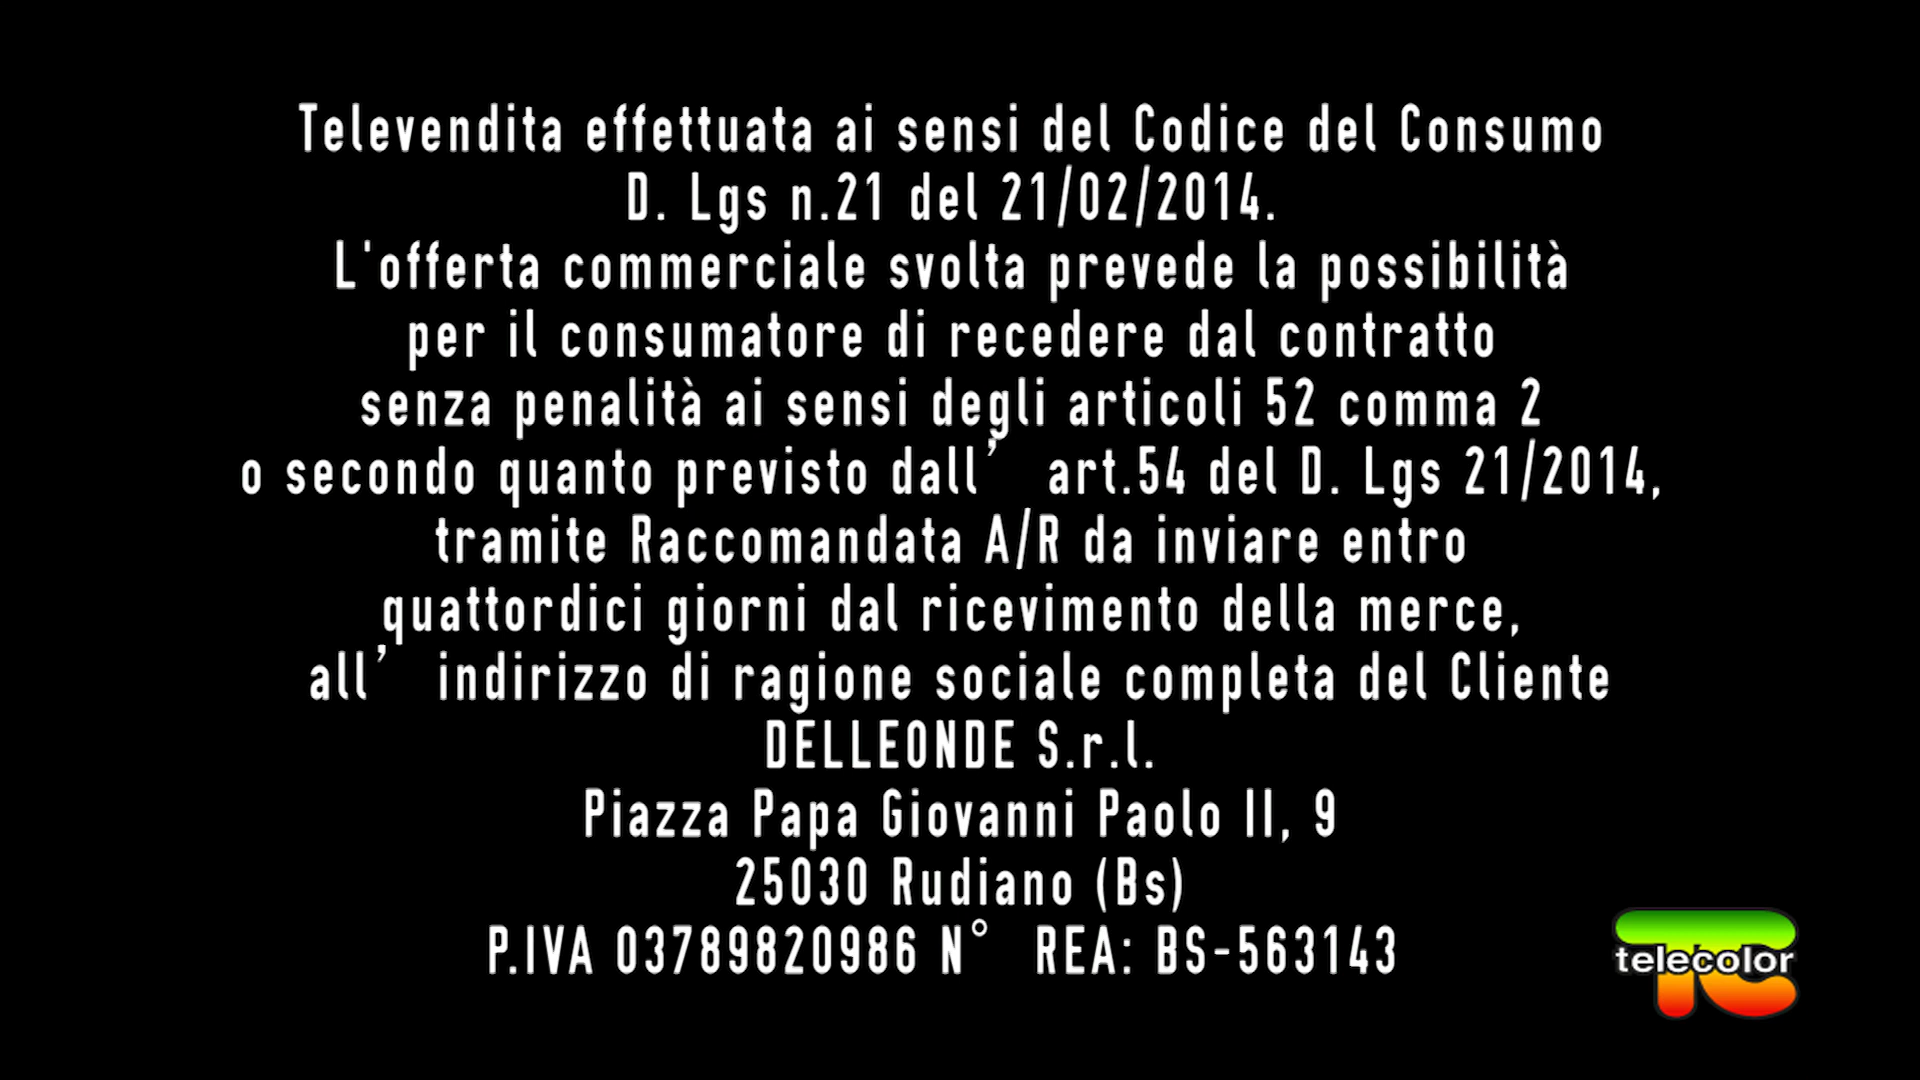 Televendita effettuata ai sensi del Codice del Consumo
D. Lgs n.21 del 21/02/2014.
L'offerta commerciale svolta prevede la possibilità
per il consumatore di recedere dal contratto
senza penalità ai sensi degli articoli 52 comma 2
o secondo quanto previsto dall’ art.54 del D. Lgs 21/2014,
tramite Raccomandata A/R da inviare entro
quattordici giorni dal ricevimento della merce,
all’ indirizzo di ragione sociale completa del Cliente
DELLEONDE S.r.l.
Piazza Papa Giovanni Paolo II, 9
25030 Rudiano (Bs)
P.IVA 03789820986 N° REA: BS-563143
telecolor